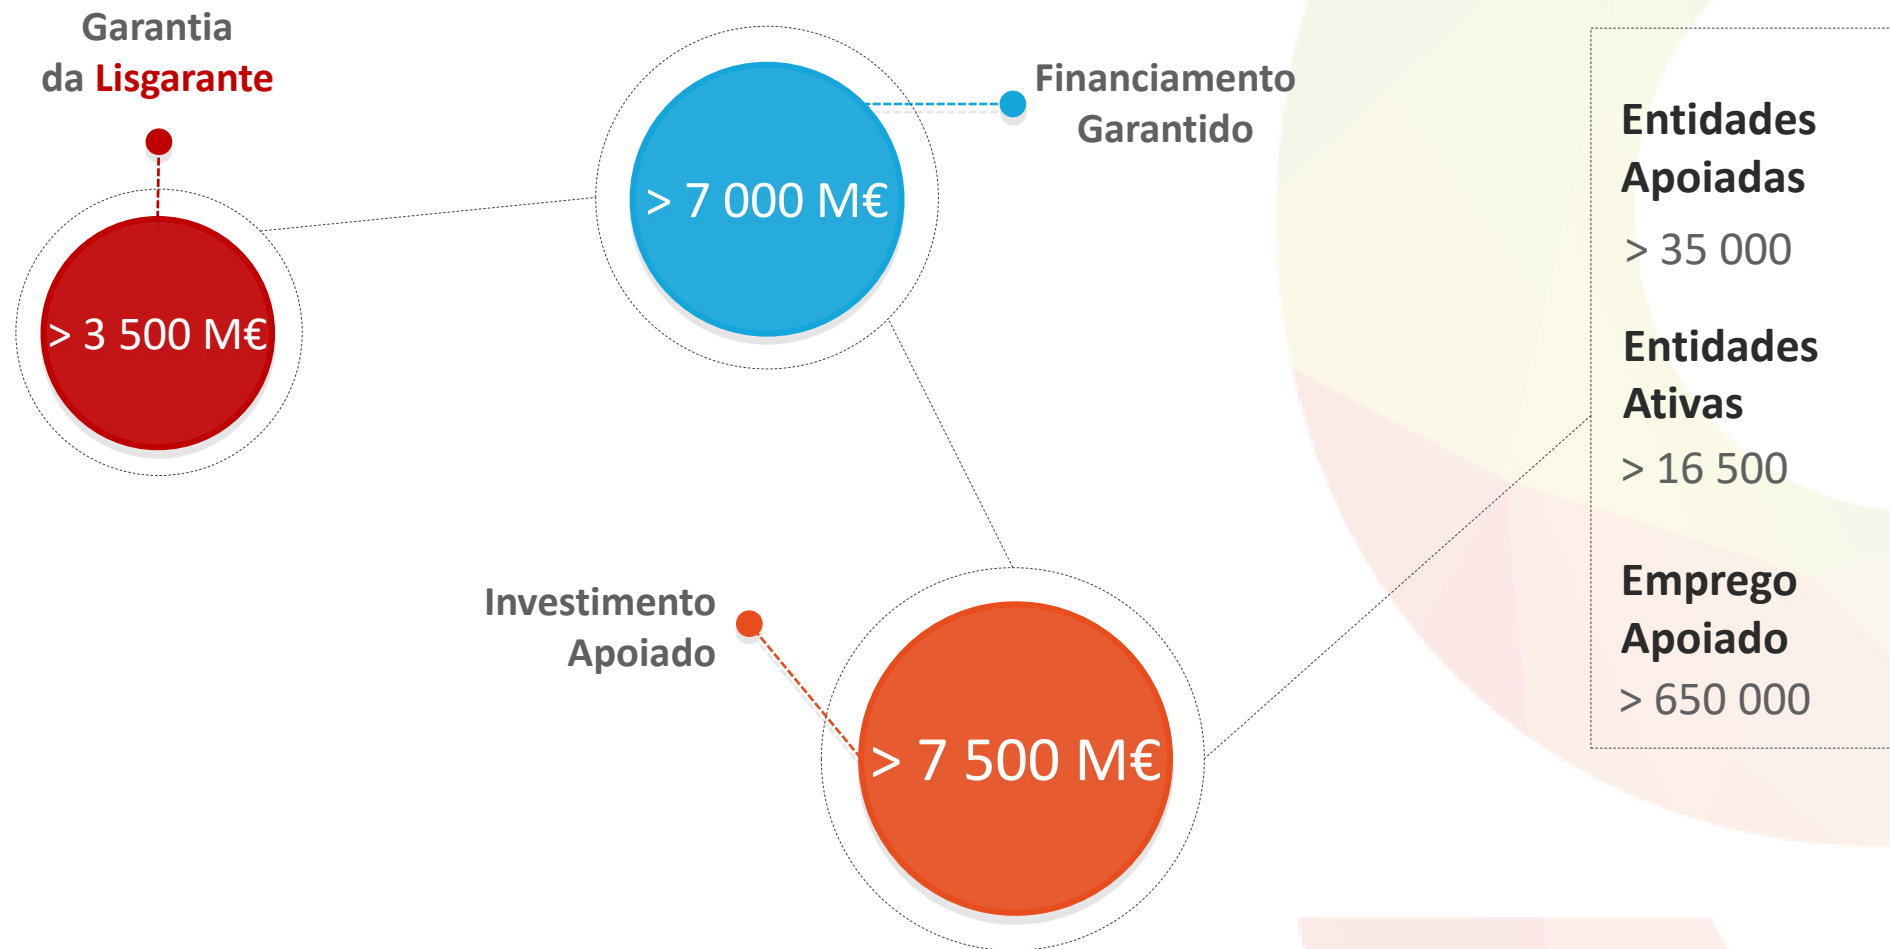 Garantia
da Lisgarante
> 3 500 M€
> 7 000 M€
Financiamento
Garantido
Investimento
Apoiado
> 7 500 M€
Entidades
Apoiadas
> 35 000
Entidades
Ativas
> 16 500
Emprego
Apoiado
> 650 000